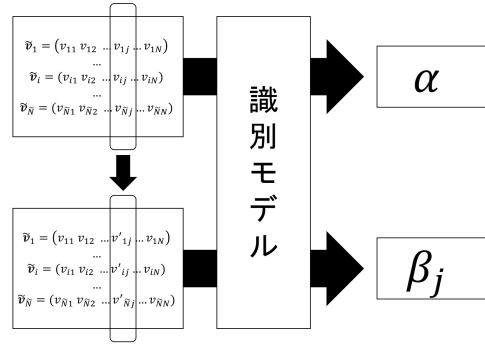 ṽ₁ = (v₁₁ v₁₂ … v₁ⱼ … v₁N)
…
ṽᵢ = (vᵢ₁ vᵢ₂ … vᵢⱼ … vᵢN)
…
ṽÑ = (vÑ₁ vÑ₂ … vÑⱼ … vÑN)
識別モデル
α
ṽ₁ = (v₁₁ v₁₂ … v'₁ⱼ … v₁N)
…
ṽᵢ = (vᵢ₁ vᵢ₂ … v'ᵢⱼ … vᵢN)
…
ṽÑ = (vÑ₁ vÑ₂ … v'Ñⱼ … vÑN)
βⱼ